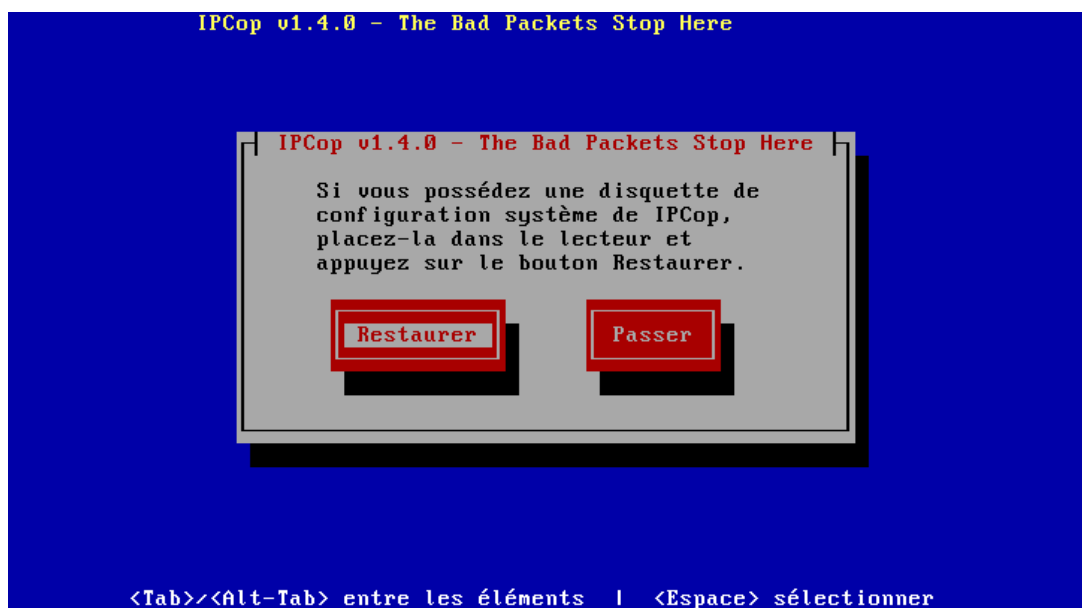 IPCop v1.4.0 - The Bad Packets Stop Here
IPCop v1.4.0 - The Bad Packets Stop Here
Si vous possédez une disquette de
configuration système de IPCop,
placez-la dans le lecteur et
appuyez sur le bouton Restaurer.
Restaurer Passer
<Tab>/<Alt-Tab> entre les éléments | <Espace> sélectionner